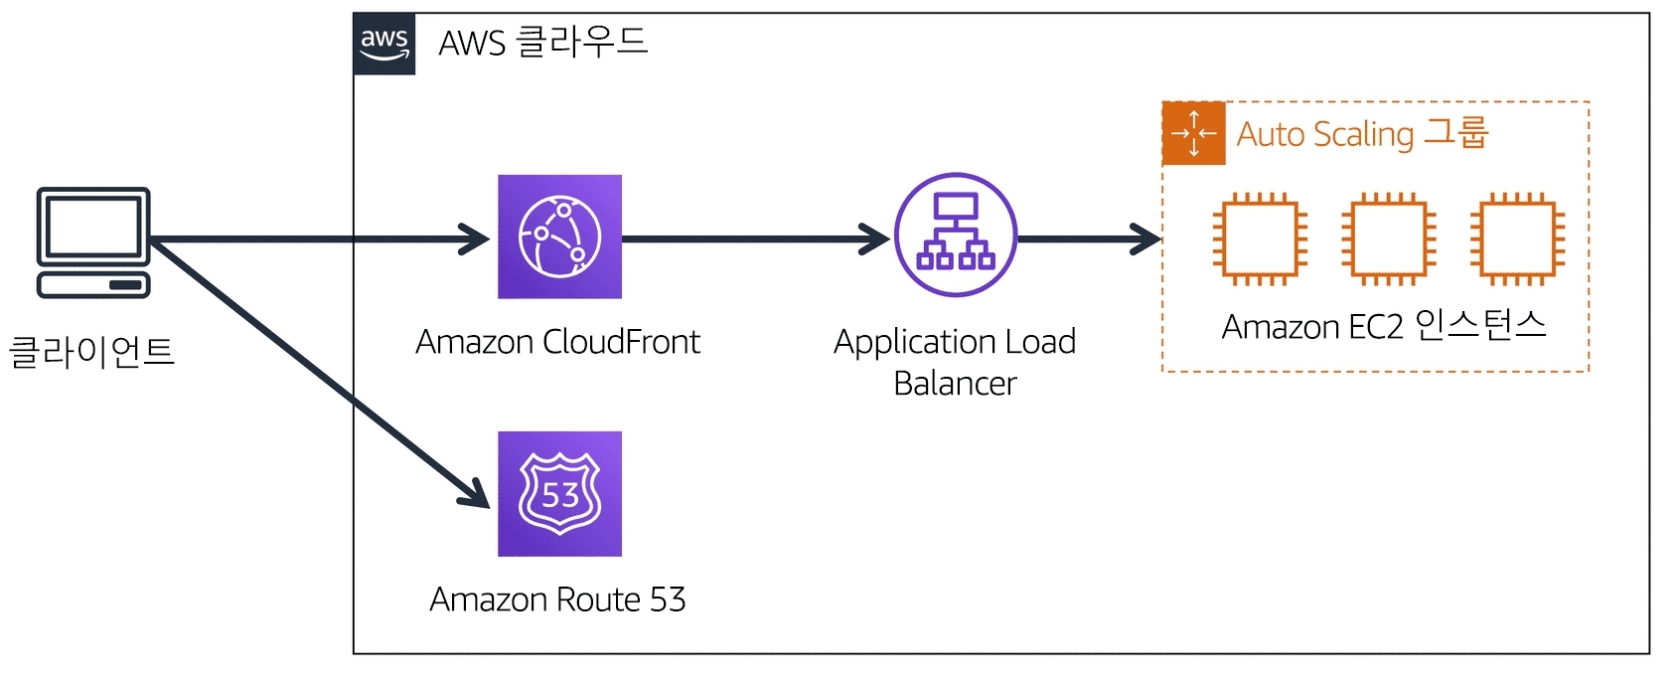 aws
AWS 클라우드
Auto Scaling 그룹
클라이언트
Amazon CloudFront
Application Load
Balancer
Amazon EC2 인스턴스
53
Amazon Route 53